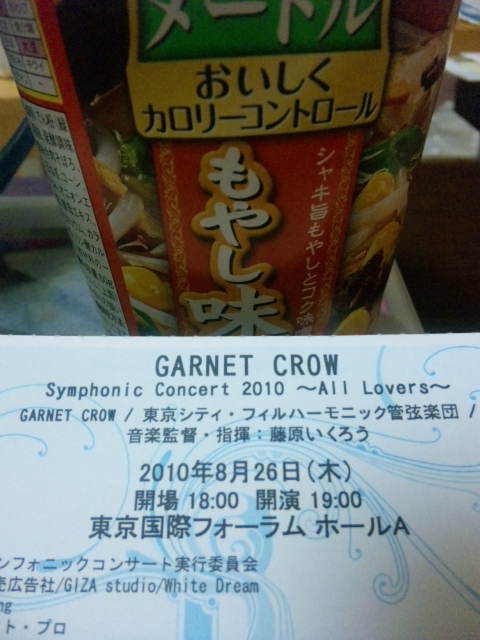 メートル
おいしく
カロリーコントロール
シャキ旨もやしとコク味
もやし味
GARNET CROW
Symphonic Concert 2010 ～All Lovers～
GARNET CROW / 東京シティ・フィルハーモニック管弦楽団 /
音楽監督・指揮：藤原いくろう
2010年8月26日(木)
開場 18:00 開演 19:00
東京国際フォーラム ホールA
ンフォニックコンサート実行委員会
売広告社/GIZA studio/White Dream
ng
ト・プロ